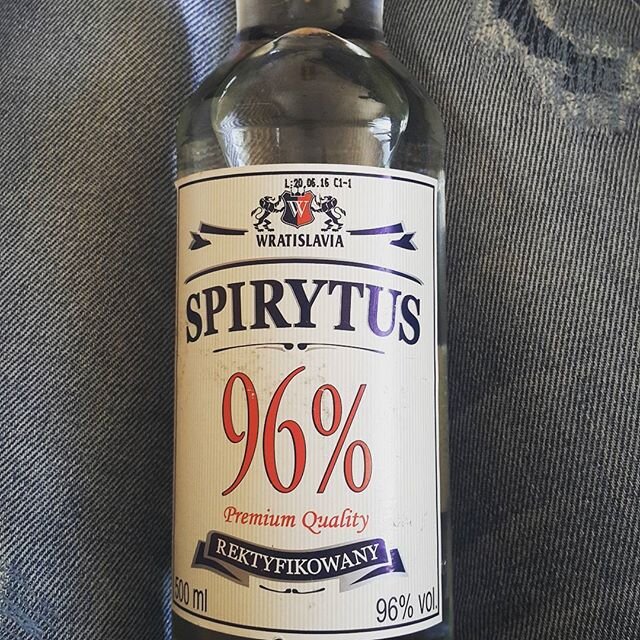 L:20.06.16 C1-1
W
WRATISLAVIA
SPIRYTUS
96%
Premium Quality
REKTYFIKOWANY
500 ml
96% vol.